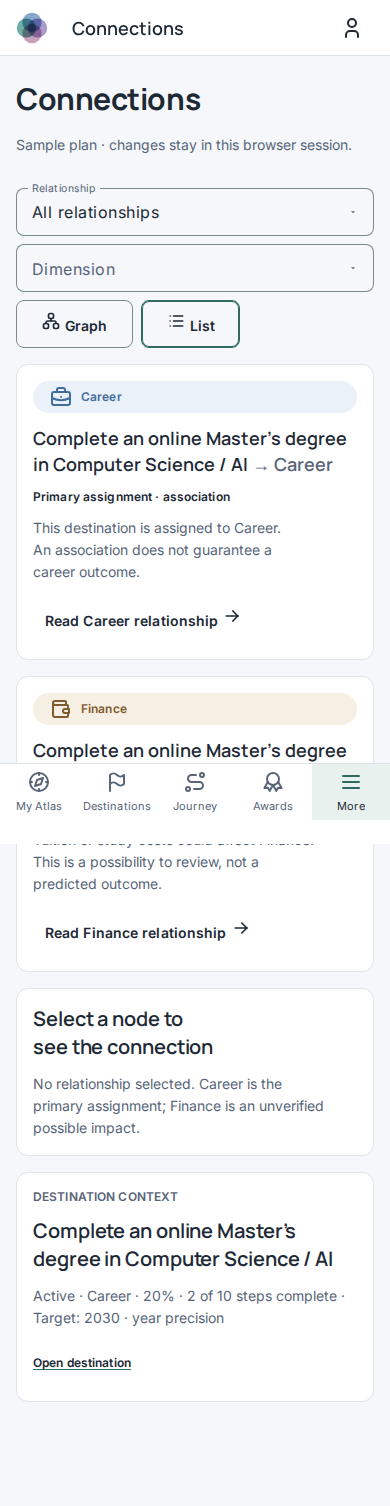 Connections
Connections
Sample plan · changes stay in this browser session.
Relationship
All relationships
Dimension
Graph
List
Career
Complete an online Master's degree
in Computer Science / AI → Career
Primary assignment · association
This destination is assigned to Career.
An association does not guarantee a
career outcome.
Read Career relationship →
Finance
Complete an online Master's degree
My Atlas
Destinations
Journey
Awards
More
This is a possibility to review, not a
predicted outcome.
Read Finance relationship →
Select a node to
see the connection
No relationship selected. Career is the
primary assignment; Finance is an unverified
possible impact.
DESTINATION CONTEXT
Complete an online Master's
degree in Computer Science / AI
Active · Career · 20% · 2 of 10 steps complete ·
Target: 2030 · year precision
Open destination